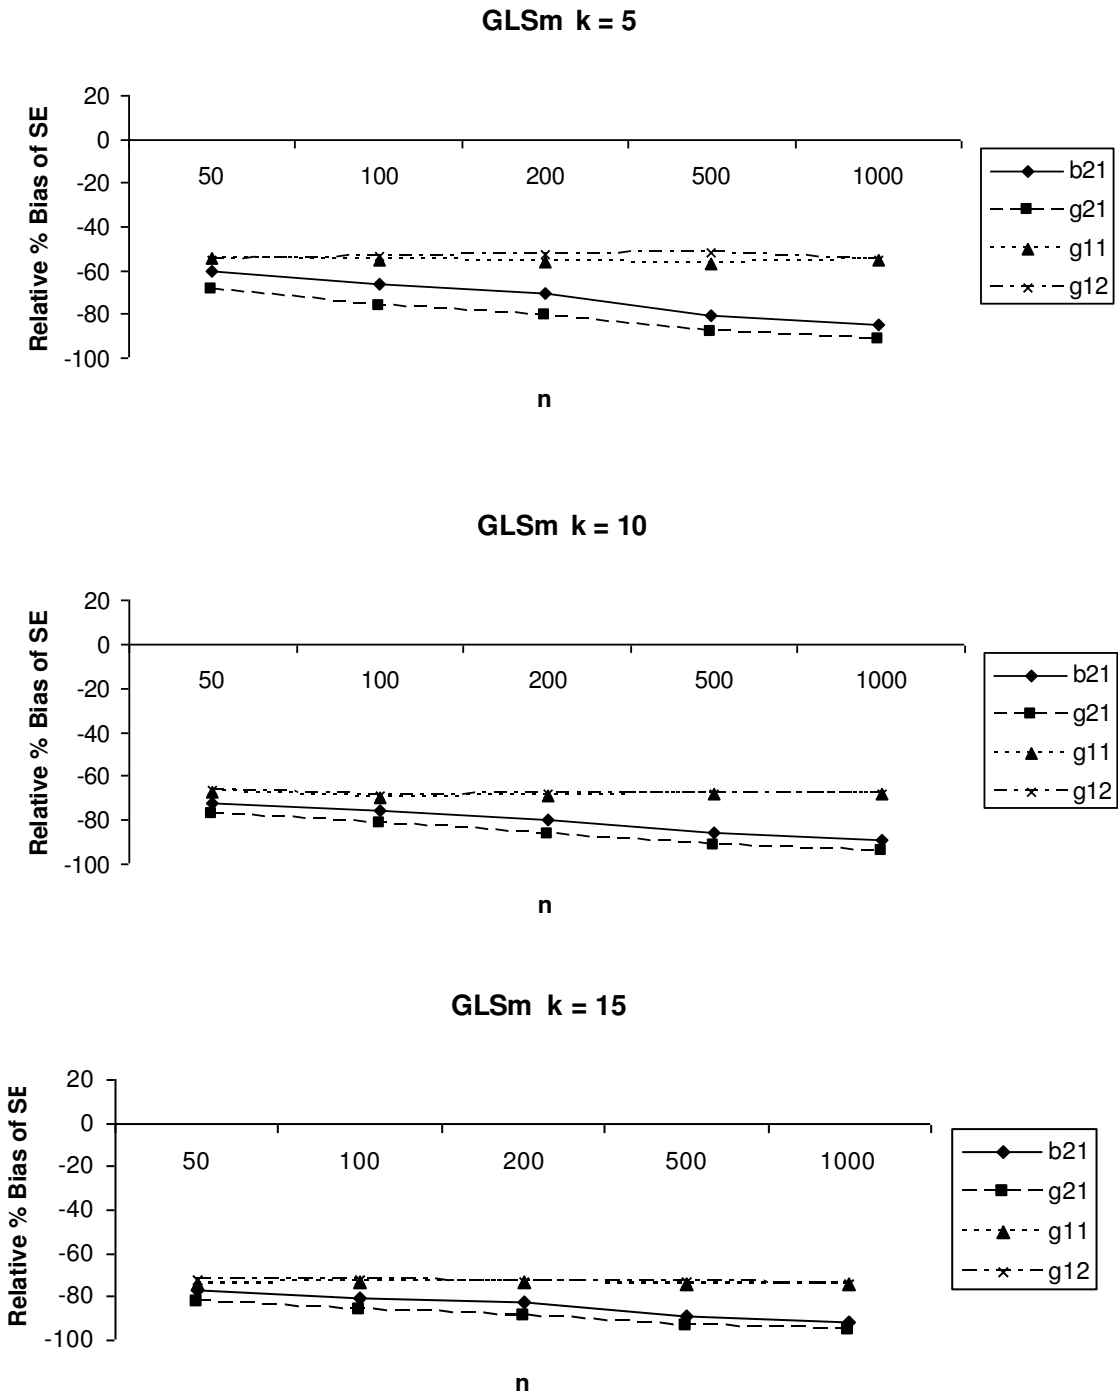 GLSm k = 5
Relative % Bias of SE
20
0
-20
-40
-60
-80
-100
50 100 200 500 1000
n
b21
g21
g11
g12
GLSm k = 10
Relative % Bias of SE
20
0
-20
-40
-60
-80
-100
50 100 200 500 1000
n
b21
g21
g11
g12
GLSm k = 15
Relative % Bias of SE
20
0
-20
-40
-60
-80
-100
50 100 200 500 1000
n
b21
g21
g11
g12